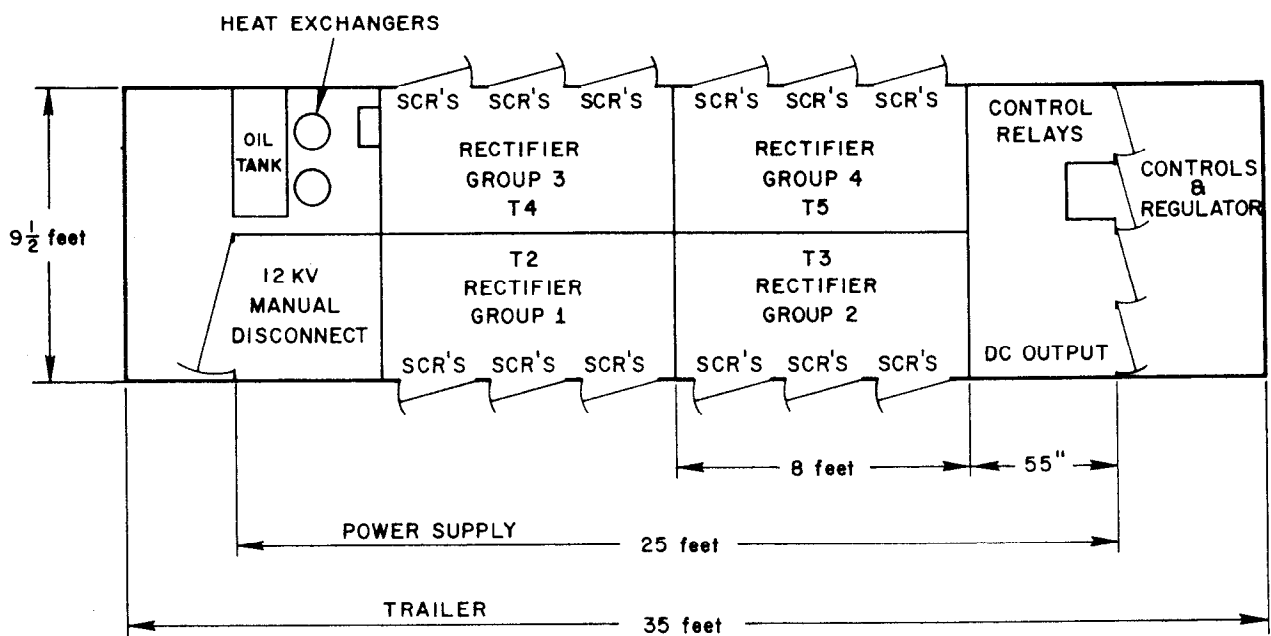 HEAT EXCHANGERS
SCR'S SCR'S SCR'S SCR'S SCR'S SCR'S
OIL
TANK
RECTIFIER
GROUP 3
T4
RECTIFIER
GROUP 4
T5
CONTROL
RELAYS
CONTROLS
&
REGULATOR
9 1/2 feet
12 KV
MANUAL
DISCONNECT
T2
RECTIFIER
GROUP 1
T3
RECTIFIER
GROUP 2
DC OUTPUT
SCR'S SCR'S SCR'S SCR'S SCR'S SCR'S
8 feet
55"
POWER SUPPLY
25 feet
TRAILER
35 feet